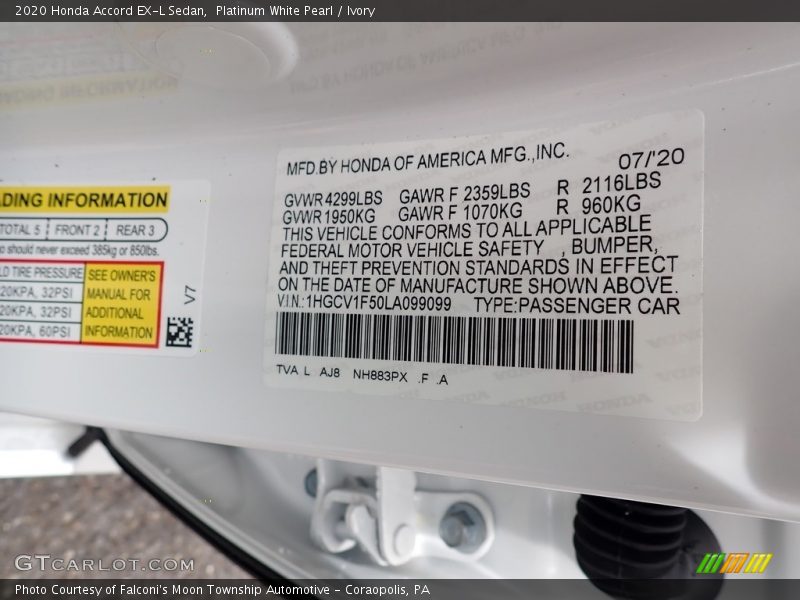 2020 Honda Accord EX-L Sedan, Platinum White Pearl / Ivory
MFD.BY HONDA OF AMERICA MFG.,INC. 07/'20
GVWR 4299LBS GAWR F 2359LBS R 2116LBS
GVWR 1950KG GAWR F 1070KG R 960KG
THIS VEHICLE CONFORMS TO ALL APPLICABLE
FEDERAL MOTOR VEHICLE SAFETY , BUMPER,
AND THEFT PREVENTION STANDARDS IN EFFECT
ON THE DATE OF MANUFACTURE SHOWN ABOVE.
V.I.N.:1HGCV1F50LA099099 TYPE:PASSENGER CAR
TVA L AJ8 NH883PX .F .A
ADING INFORMATION
TOTAL 5 FRONT 2 REAR 3
o should never exceed 385kg or 850lbs.
LD TIRE PRESSURE
20KPA, 32PSI
20KPA, 32PSI
20KPA, 60PSI
SEE OWNER'S
MANUAL FOR
ADDITIONAL
INFORMATION
V7
GTCARLOT.COM
Photo Courtesy of Falconi's Moon Township Automotive - Coraopolis, PA